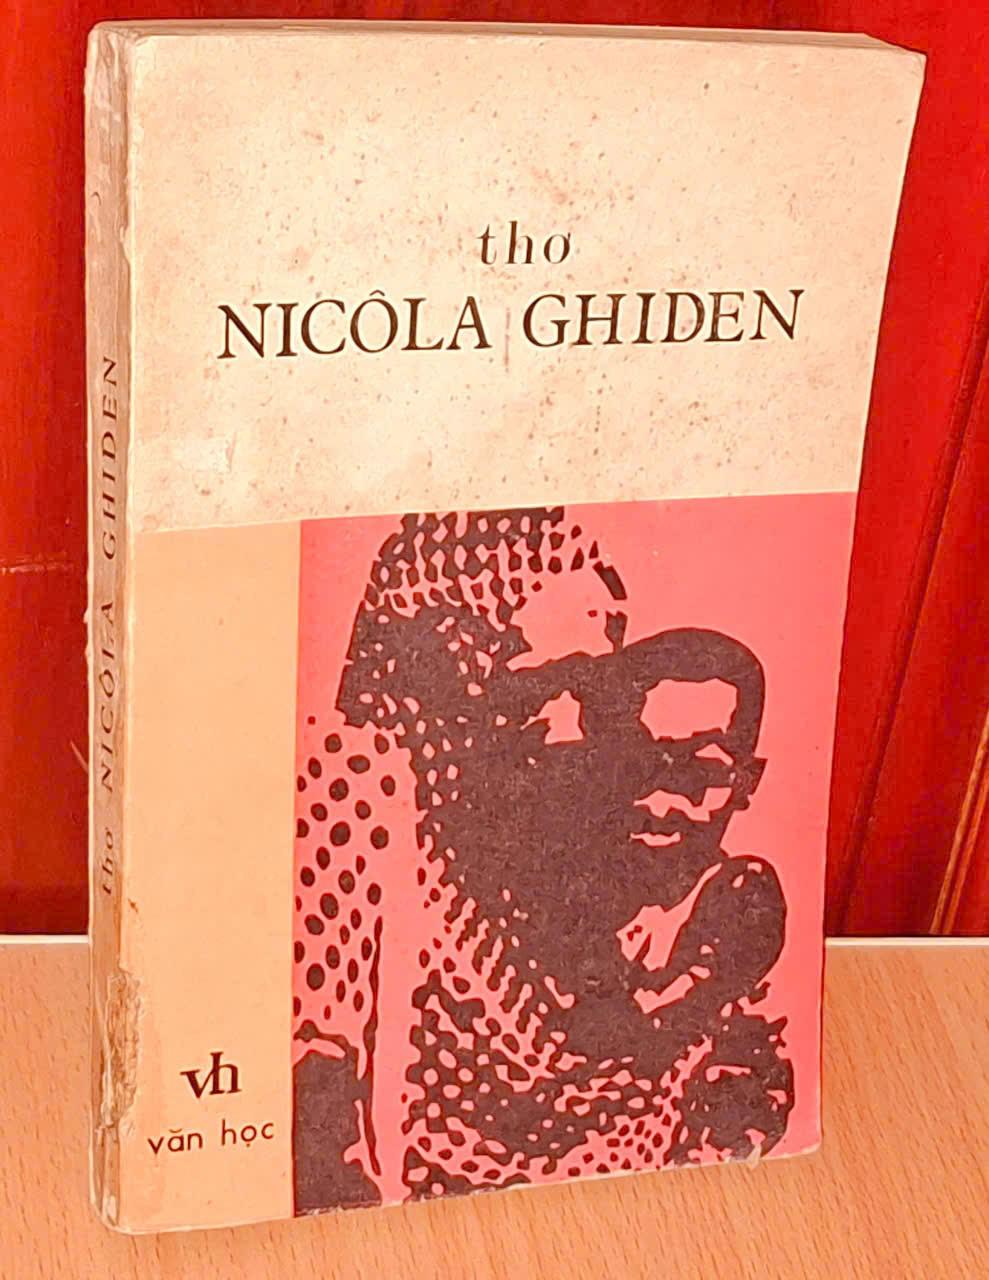 thơ
NICÔLA GHIDEN
vh
văn học
thơ NICÔLA GHIDEN